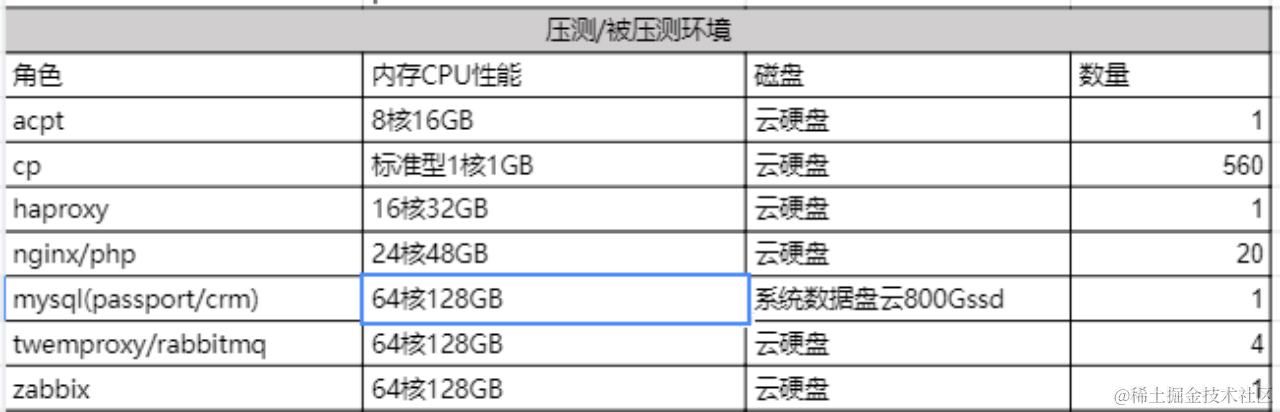 压测/被压测环境
角色 内存CPU性能 磁盘 数量
acpt 8核16GB 云硬盘 1
cp 标准型1核1GB 云硬盘 560
haproxy 16核32GB 云硬盘 1
nginx/php 24核48GB 云硬盘 20
mysql(passport/crm) 64核128GB 系统数据盘云800Gssd 1
twemproxy/rabbitmq 64核128GB 云硬盘 4
zabbix 64核128GB 云硬盘 1
@稀土掘金技术社区